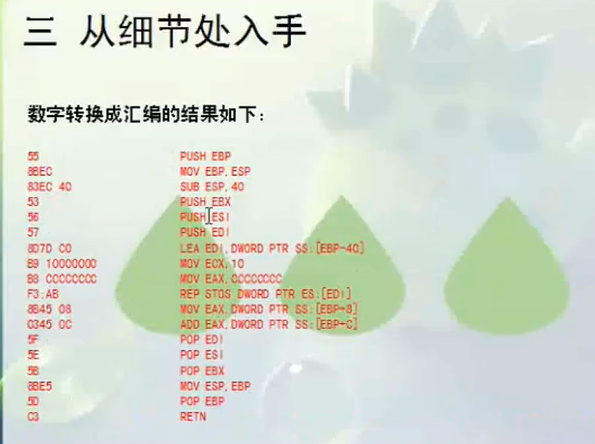 三 从细节处入手
数字转换成汇编的结果如下：
55 PUSH EBP
8BEC MOV EBP,ESP
83EC 40 SUB ESP,40
53 PUSH EBX
56 PUSH ESI
57 PUSH EDI
8D7D C0 LEA EDI,DWORD PTR SS:[EBP-40]
B9 10000000 MOV ECX,10
B8 CCCCCCCC MOV EAX,CCCCCCCC
F3:AB REP STOS DWORD PTR ES:[EDI]
8B45 08 MOV EAX,DWORD PTR SS:[EBP-8]
0345 0C ADD EAX,DWORD PTR SS:[EBP-C]
5F POP EDI
5E POP ESI
5B POP EBX
8BE5 MOV ESP,EBP
5D POP EBP
C3 RETN